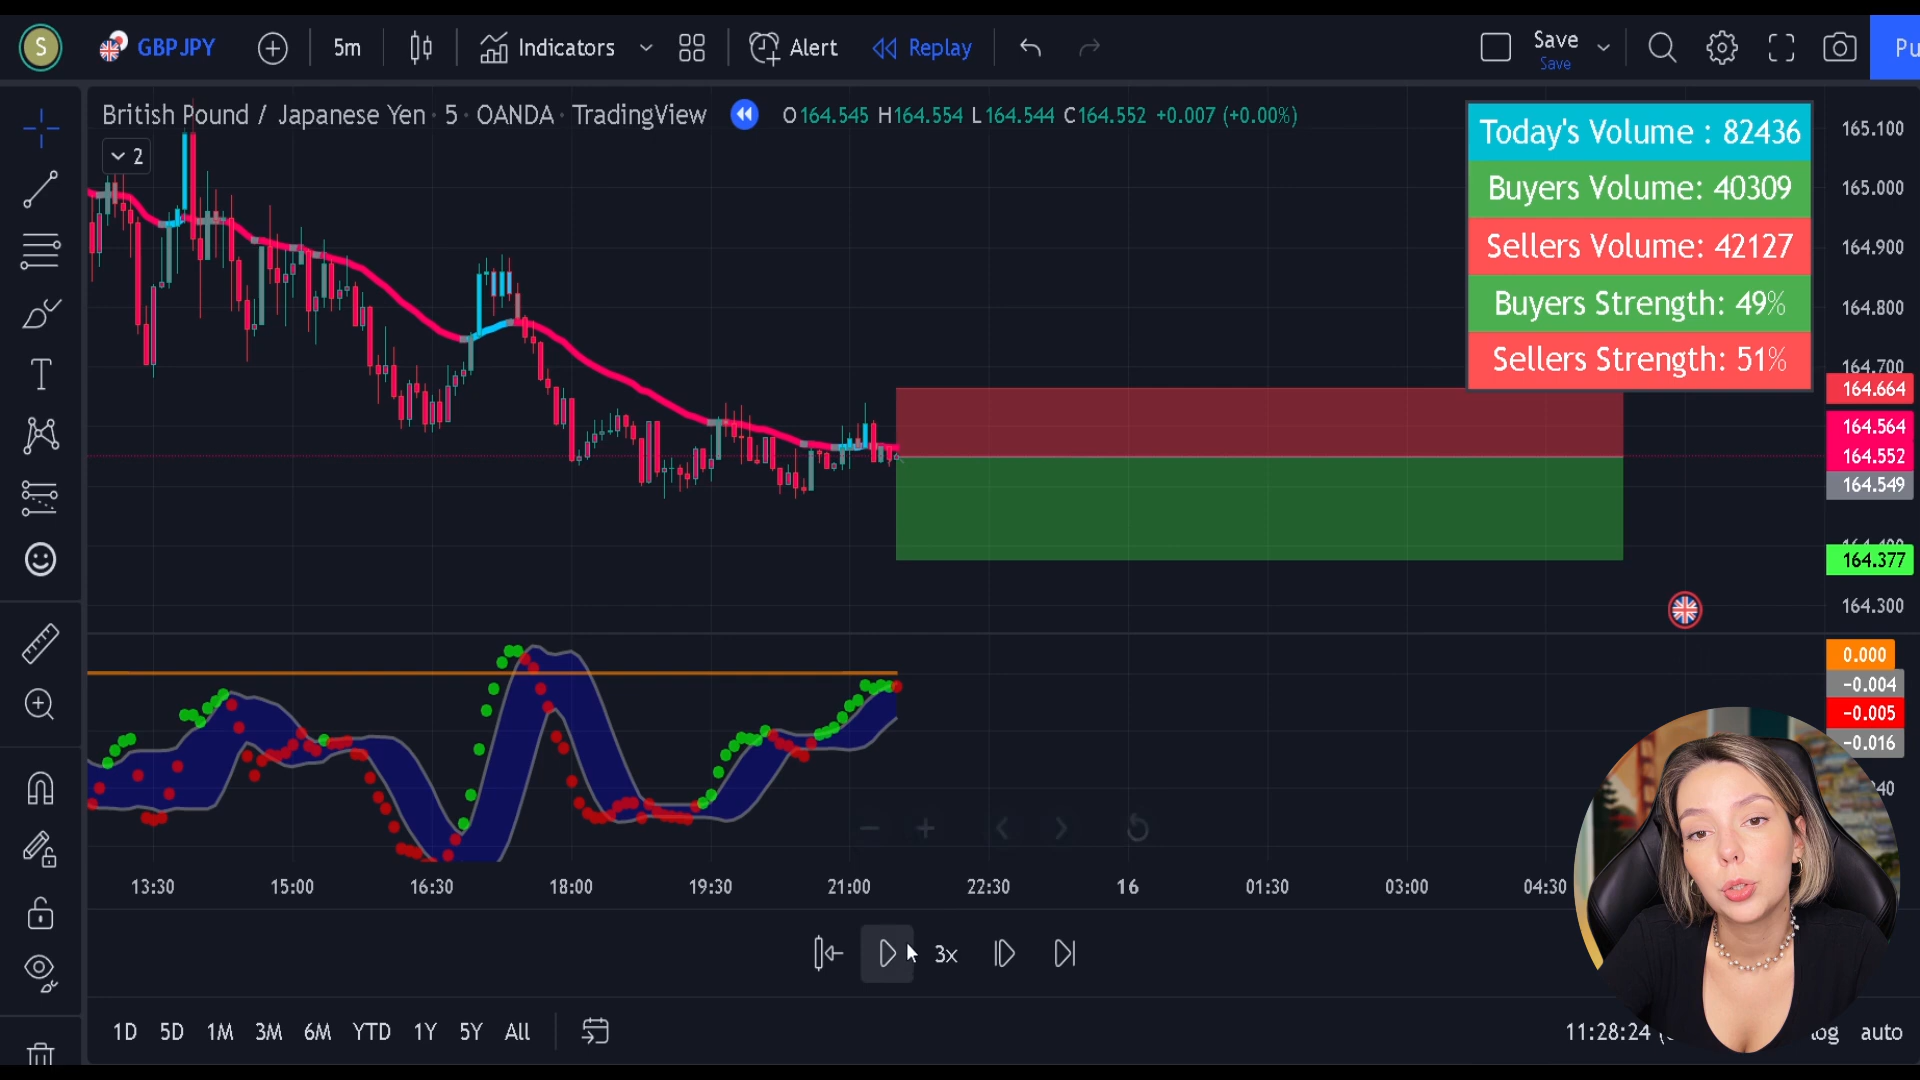 S GBPJPY 5m Indicators Alert Replay Save Pu
Save
British Pound / Japanese Yen · 5 · OANDA · TradingView O164.545 H164.554 L164.544 C164.552 +0.007 (+0.00%)
2
Today's Volume : 82436
Buyers Volume: 40309
Sellers Volume: 42127
Buyers Strength: 49%
Sellers Strength: 51%
165.100
165.000
164.900
164.800
164.700
164.664
164.564
164.552
164.549
164.377
164.300
0.000
-0.004
-0.005
-0.016
40
13:30 15:00 16:30 18:00 19:30 21:00 22:30 16 01:30 03:00 04:30
3x
1D 5D 1M 3M 6M YTD 1Y 5Y All 11:28:24 log auto